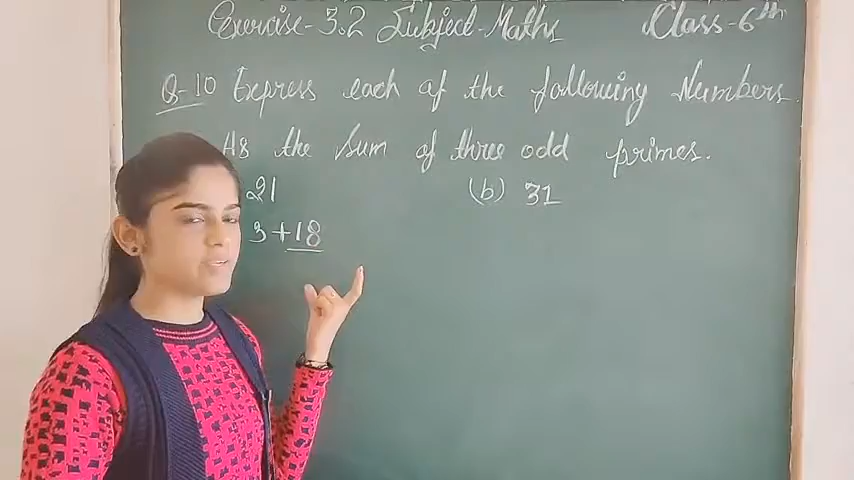 Exercise-3.2 Subject-Maths Class-6th
Q-10 Express each of the following Numbers.
As the sum of three odd primes.
21 (b) 31
3+18